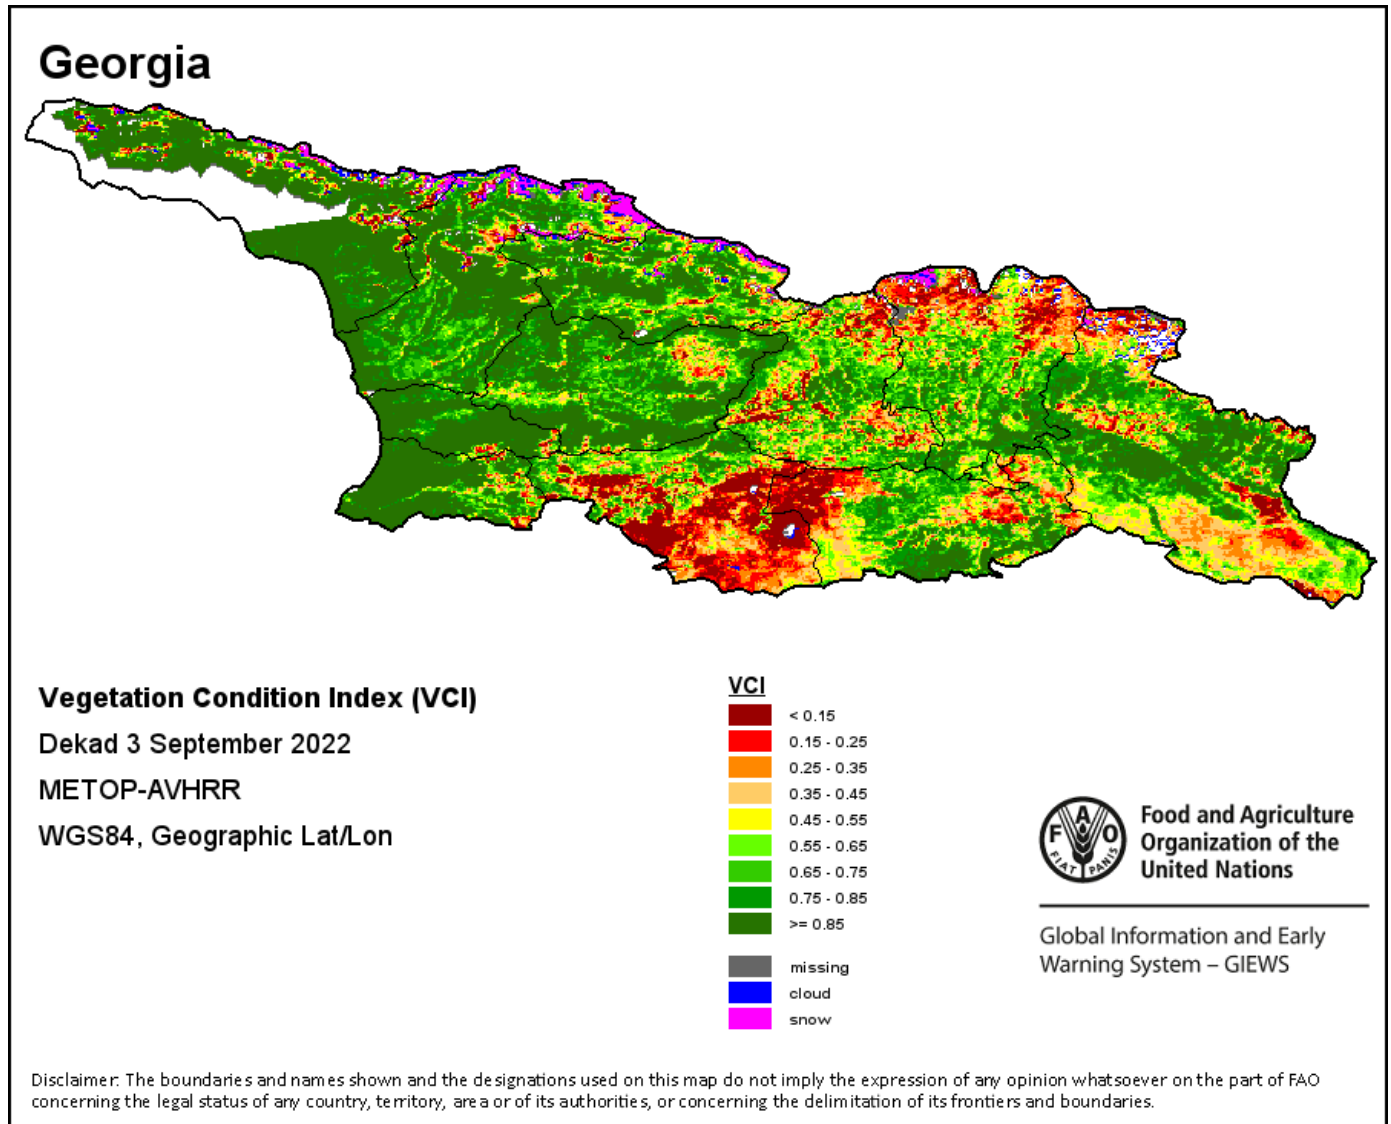 Georgia
Vegetation Condition Index (VCI)
Dekad 3 September 2022
METOP-AVHRR
WGS84, Geographic Lat/Lon
VCI
< 0.15
0.15 - 0.25
0.25 - 0.35
0.35 - 0.45
0.45 - 0.55
0.55 - 0.65
0.65 - 0.75
0.75 - 0.85
>= 0.85
missing
cloud
snow
F A O
FIAT PANIS
Food and Agriculture
Organization of the
United Nations
Global Information and Early
Warning System – GIEWS
Disclaimer: The boundaries and names shown and the designations used on this map do not imply the expression of any opinion whatsoever on the part of FAO
concerning the legal status of any country, territory, area or of its authorities, or concerning the delimitation of its frontiers and boundaries.